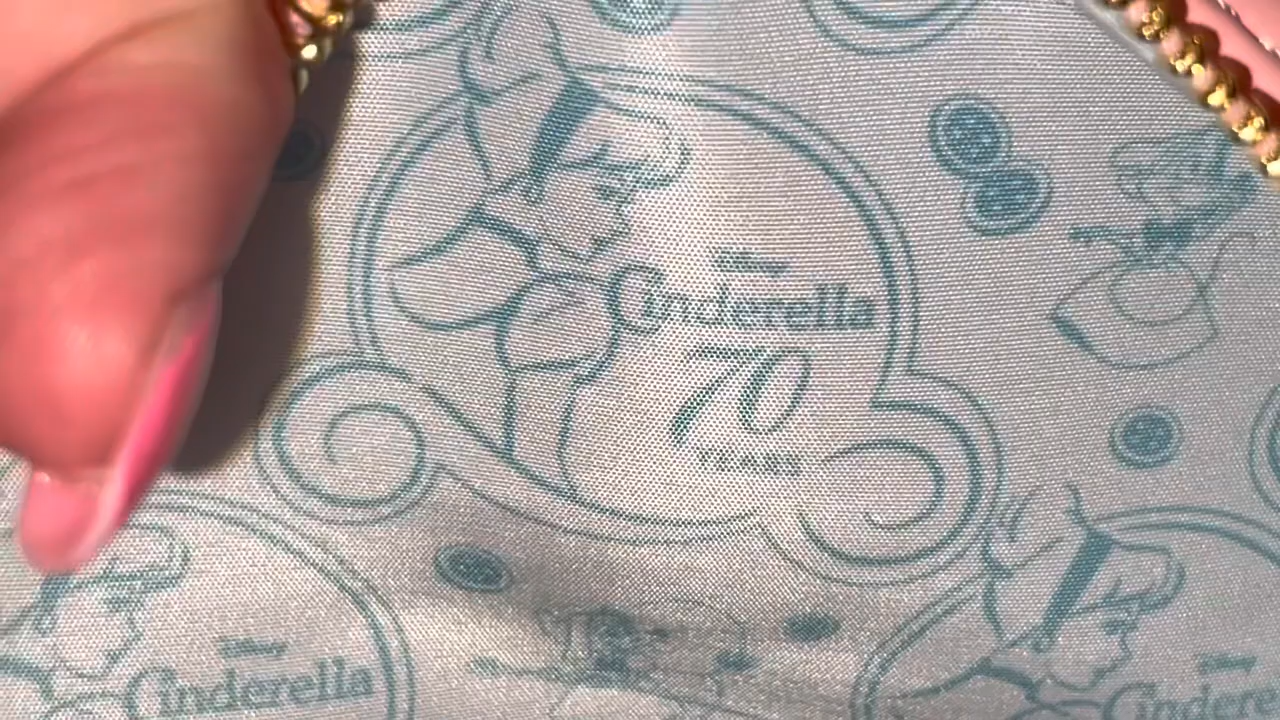 Disney
Cinderella
70
YEARS
Disney
Cinderella
Disney
Cinderella